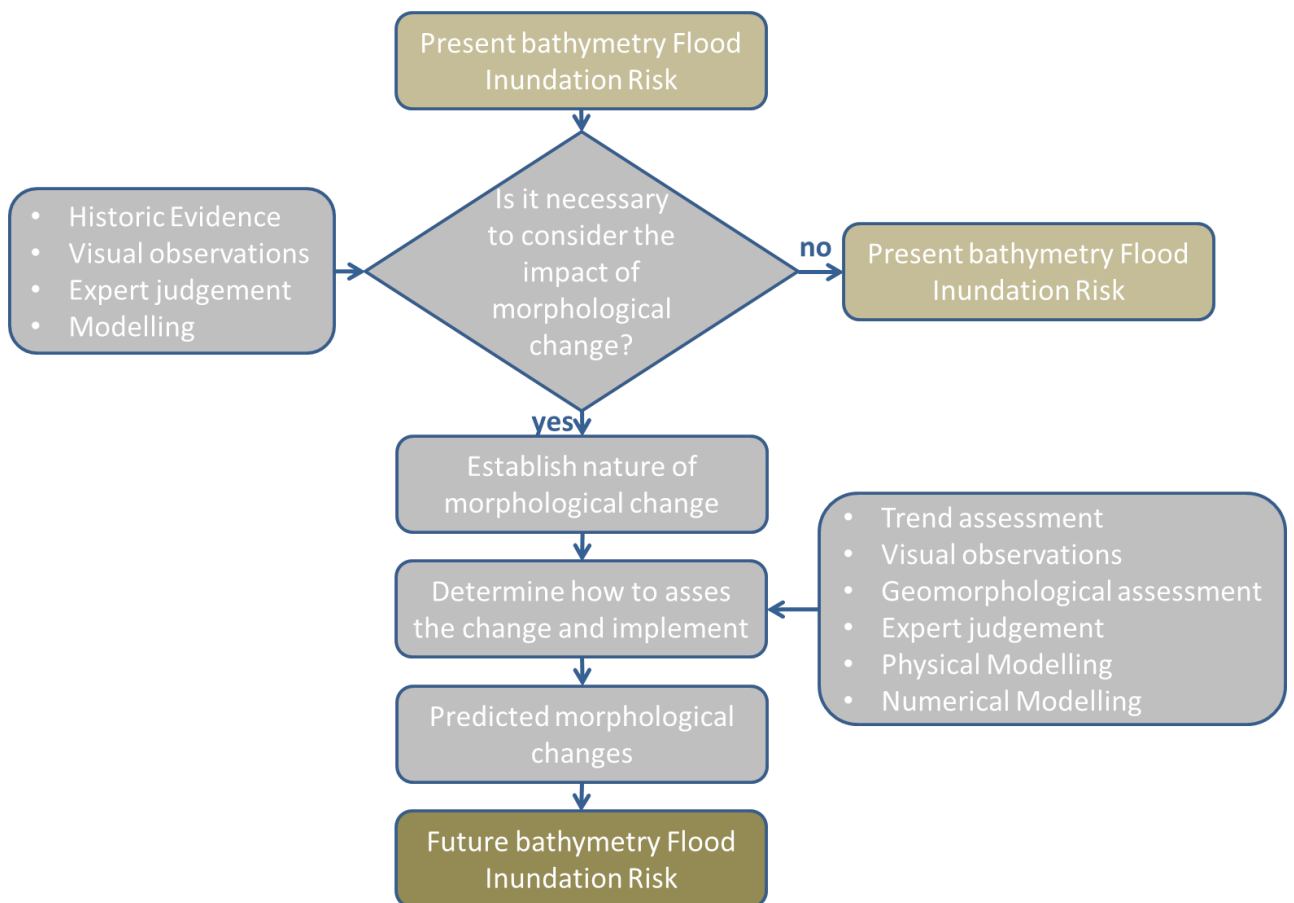 Present bathymetry Flood
Inundation Risk
Is it necessary
to consider the
impact of
morphological
change?
• Historic Evidence
• Visual observations
• Expert judgement
• Modelling
no
Present bathymetry Flood
Inundation Risk
yes
Establish nature of
morphological change
Determine how to asses
the change and implement
• Trend assessment
• Visual observations
• Geomorphological assessment
• Expert judgement
• Physical Modelling
• Numerical Modelling
Predicted morphological
changes
Future bathymetry Flood
Inundation Risk